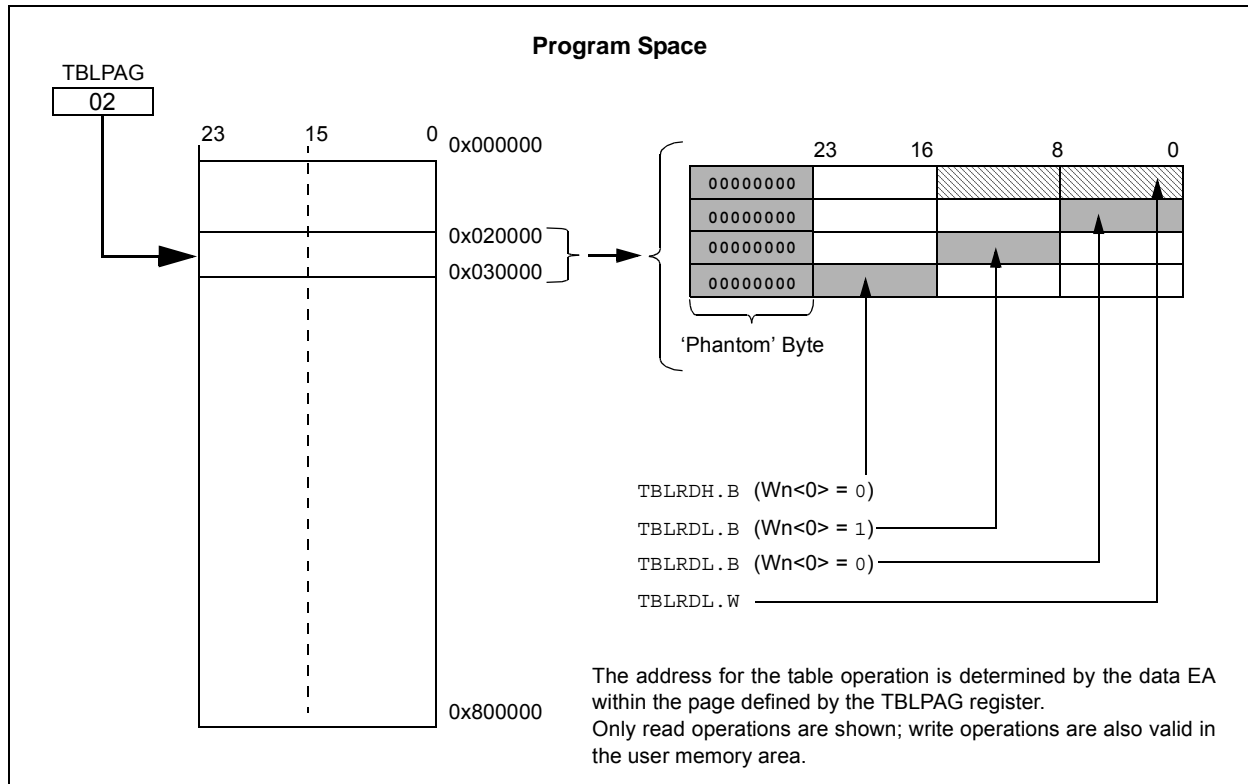 Program Space
TBLPAG
02
23 15 0
0x000000
23 16 8 0
00000000
00000000
00000000
00000000
0x020000
0x030000
‘Phantom’ Byte
TBLRDH.B (Wn<0> = 0)
TBLRDL.B (Wn<0> = 1)
TBLRDL.B (Wn<0> = 0)
TBLRDL.W
0x800000
The address for the table operation is determined by the data EA
within the page defined by the TBLPAG register.
Only read operations are shown; write operations are also valid in
the user memory area.